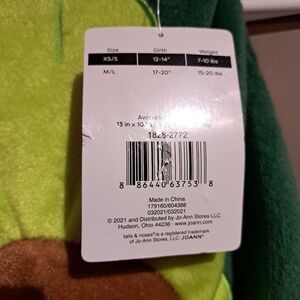 Size Girth Weight
XS/S 12-14" 7-10 lbs
M/L 17-20" 15-20 lbs
13 in x 10
1828-2772
8 86440 63753 8
Made in China
179160/604388
032021/032021
© 2021 and Distributed by Jo-Ann Stores LLC.
Hudson, Ohio 44236 · www.joann.com
tails & noses® is a registered trademark
of Jo-Ann Stores LLC. JOANN®